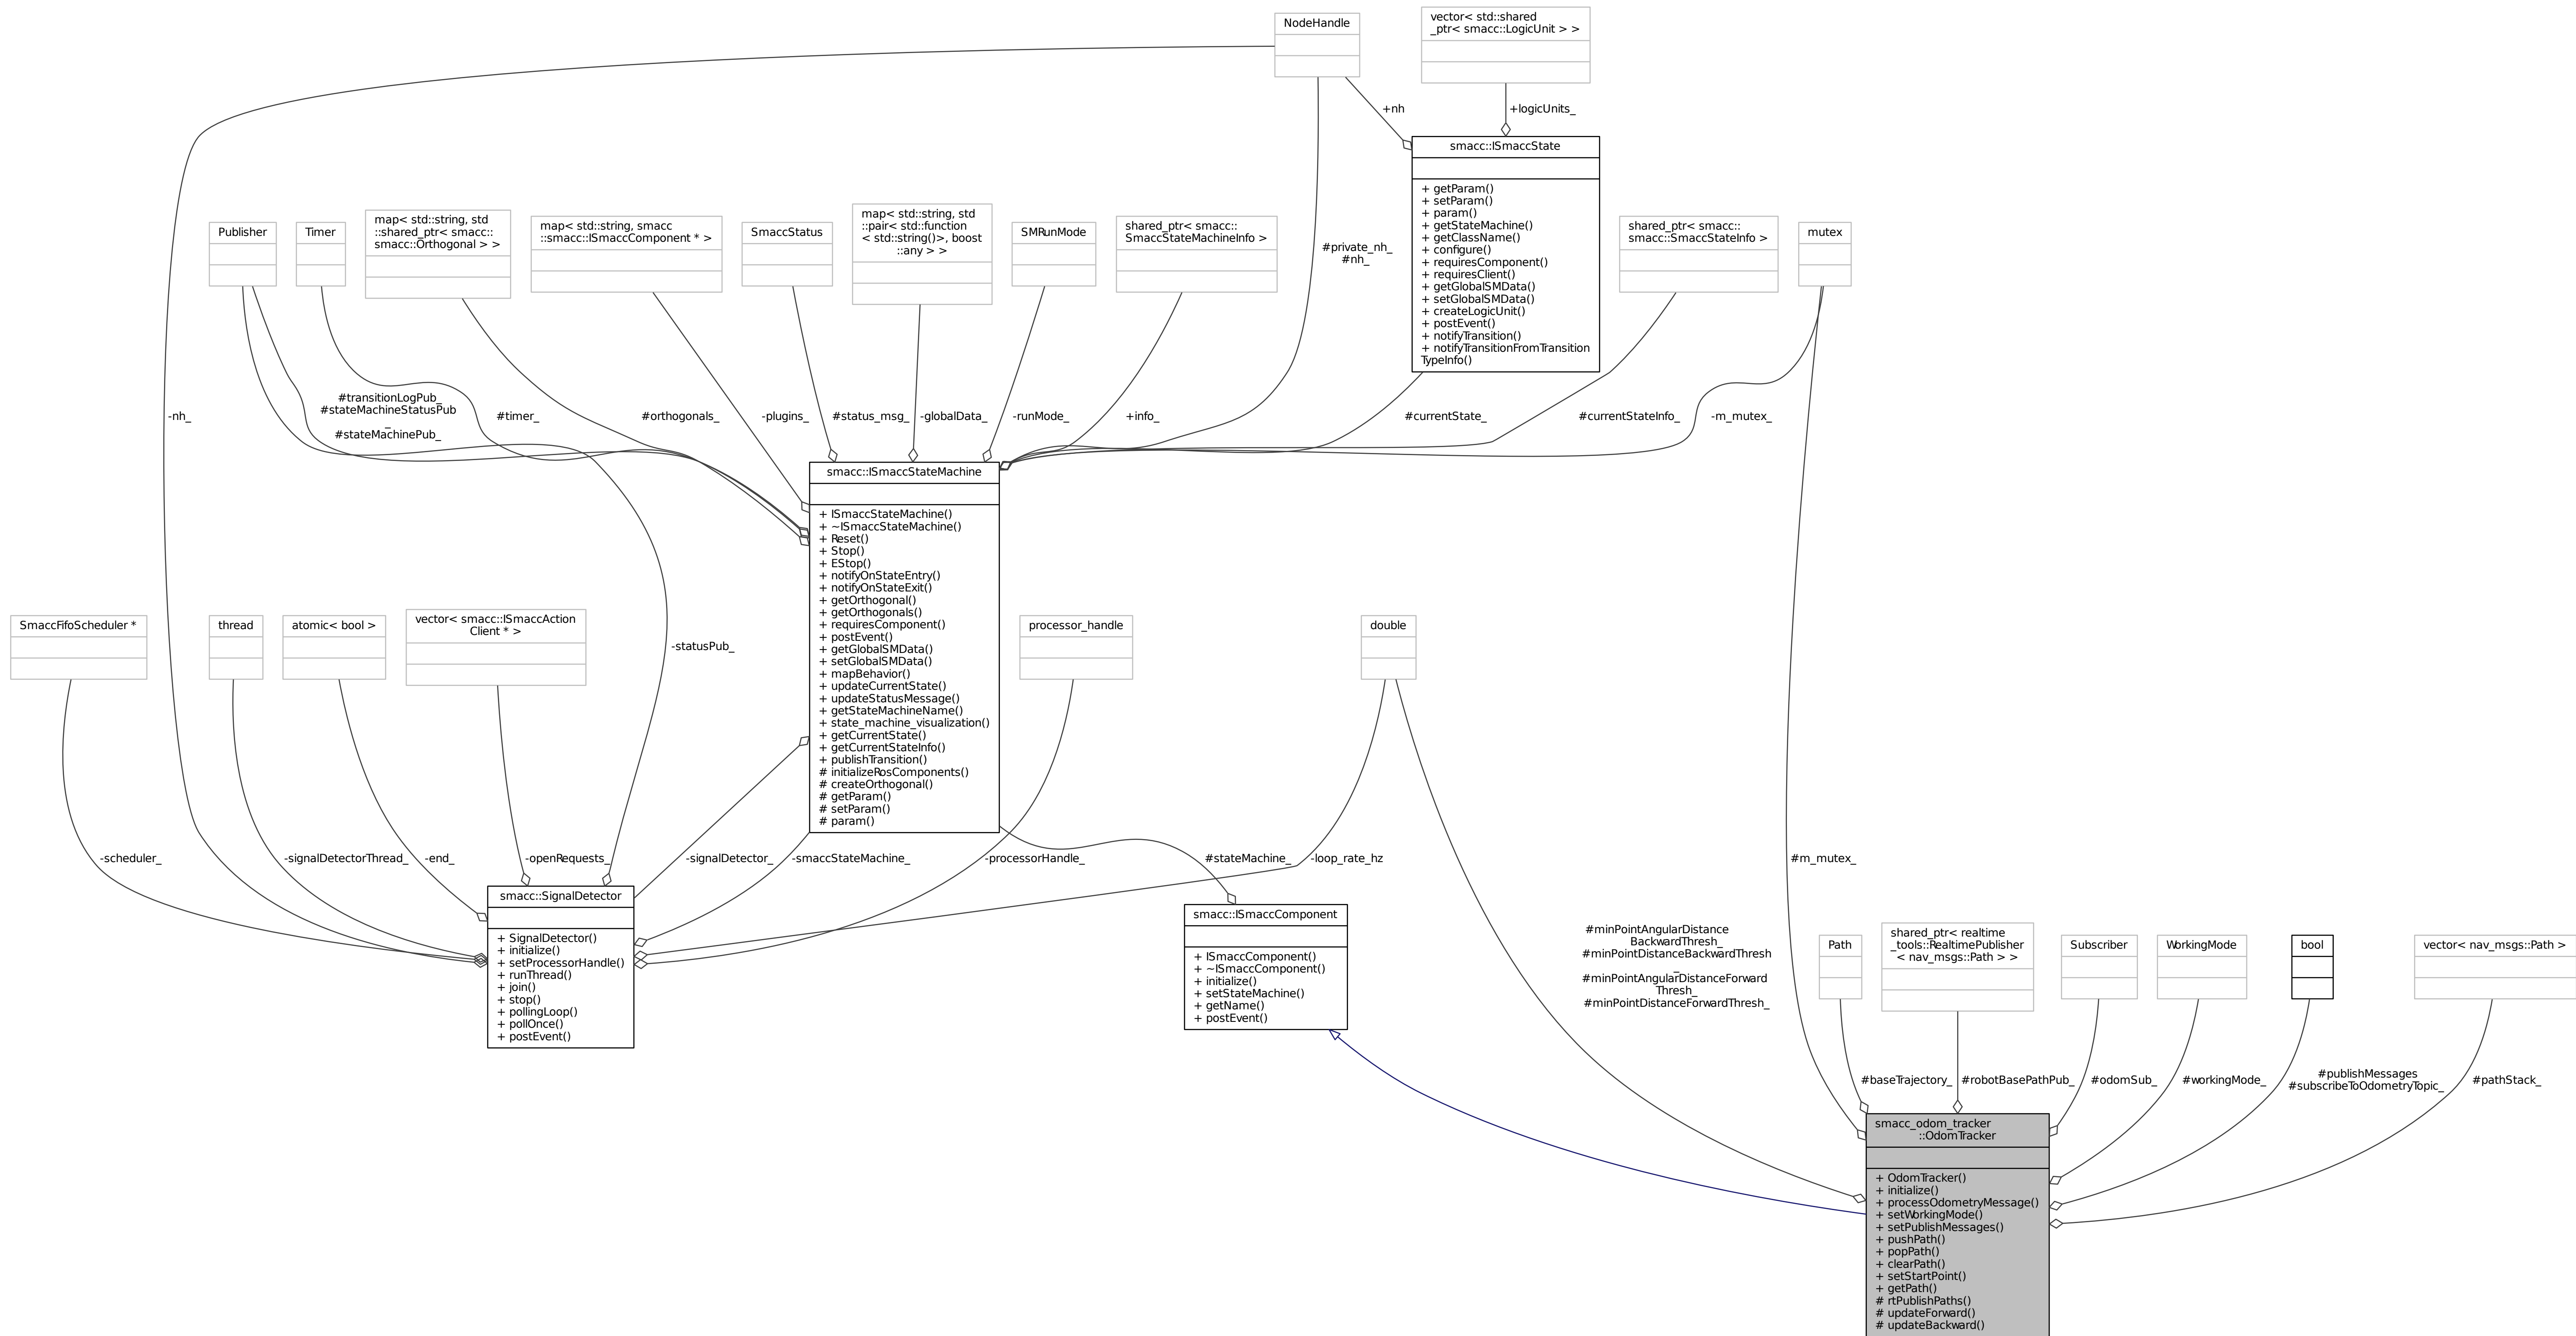 NodeHandle
vector< std::shared
_ptr< smacc::LogicUnit > >
+nh
+logicUnits_
smacc::ISmaccState
+ getParam()
+ setParam()
+ param()
+ getStateMachine()
+ getClassName()
+ configure()
+ requiresComponent()
+ requiresClient()
+ getGlobalSMData()
+ setGlobalSMData()
+ createLogicUnit()
+ postEvent()
+ notifyTransition()
+ notifyTransitionFromTransition
TypeInfo()
Publisher
Timer
map< std::string, std
::shared_ptr< smacc::
smacc::Orthogonal > >
map< std::string, smacc
::smacc::ISmaccComponent * >
SmaccStatus
map< std::string, std
::pair< std::function
< std::string()>, boost
::any > >
SMRunMode
shared_ptr< smacc::
SmaccStateMachineInfo >
#private_nh_
#nh_
shared_ptr< smacc::
smacc::SmaccStateInfo >
mutex
-nh_
#transitionLogPub_
#stateMachineStatusPub
_
#stateMachinePub_
#timer_
#orthogonals_
-plugins_
#status_msg_
-globalData_
-runMode_
+info_
#currentState_
#currentStateInfo_
-m_mutex_
smacc::ISmaccStateMachine
+ ISmaccStateMachine()
+ ~ISmaccStateMachine()
+ Reset()
+ Stop()
+ EStop()
+ notifyOnStateEntry()
+ notifyOnStateExit()
+ getOrthogonal()
+ getOrthogonals()
+ requiresComponent()
+ postEvent()
+ getGlobalSMData()
+ setGlobalSMData()
+ mapBehavior()
+ updateCurrentState()
+ updateStatusMessage()
+ getStateMachineName()
+ state_machine_visualization()
+ getCurrentState()
+ getCurrentStateInfo()
+ publishTransition()
# initializeRosComponents()
# createOrthogonal()
# getParam()
# setParam()
# param()
SmaccFifoScheduler *
thread
atomic< bool >
vector< smacc::ISmaccAction
Client * >
-statusPub_
processor_handle
double
-scheduler_
-signalDetectorThread_
-end_
-openRequests_
-signalDetector_
-smaccStateMachine_
-processorHandle_
#stateMachine_
-loop_rate_hz
#m_mutex_
smacc::SignalDetector
+ SignalDetector()
+ initialize()
+ setProcessorHandle()
+ runThread()
+ join()
+ stop()
+ pollingLoop()
+ pollOnce()
+ postEvent()
smacc::ISmaccComponent
+ ISmaccComponent()
+ ~ISmaccComponent()
+ initialize()
+ setStateMachine()
+ getName()
+ postEvent()
#minPointAngularDistance
BackwardThresh_
#minPointDistanceBackwardThresh
_
#minPointAngularDistanceForward
Thresh_
#minPointDistanceForwardThresh_
Path
shared_ptr< realtime
_tools::RealtimePublisher
< nav_msgs::Path > >
Subscriber
WorkingMode
bool
vector< nav_msgs::Path >
#baseTrajectory_
#robotBasePathPub_
#odomSub_
#workingMode_
#publishMessages
#subscribeToOdometryTopic_
#pathStack_
smacc_odom_tracker
::OdomTracker
+ OdomTracker()
+ initialize()
+ processOdometryMessage()
+ setWorkingMode()
+ setPublishMessages()
+ pushPath()
+ popPath()
+ clearPath()
+ setStartPoint()
+ getPath()
# rtPublishPaths()
# updateForward()
# updateBackward()